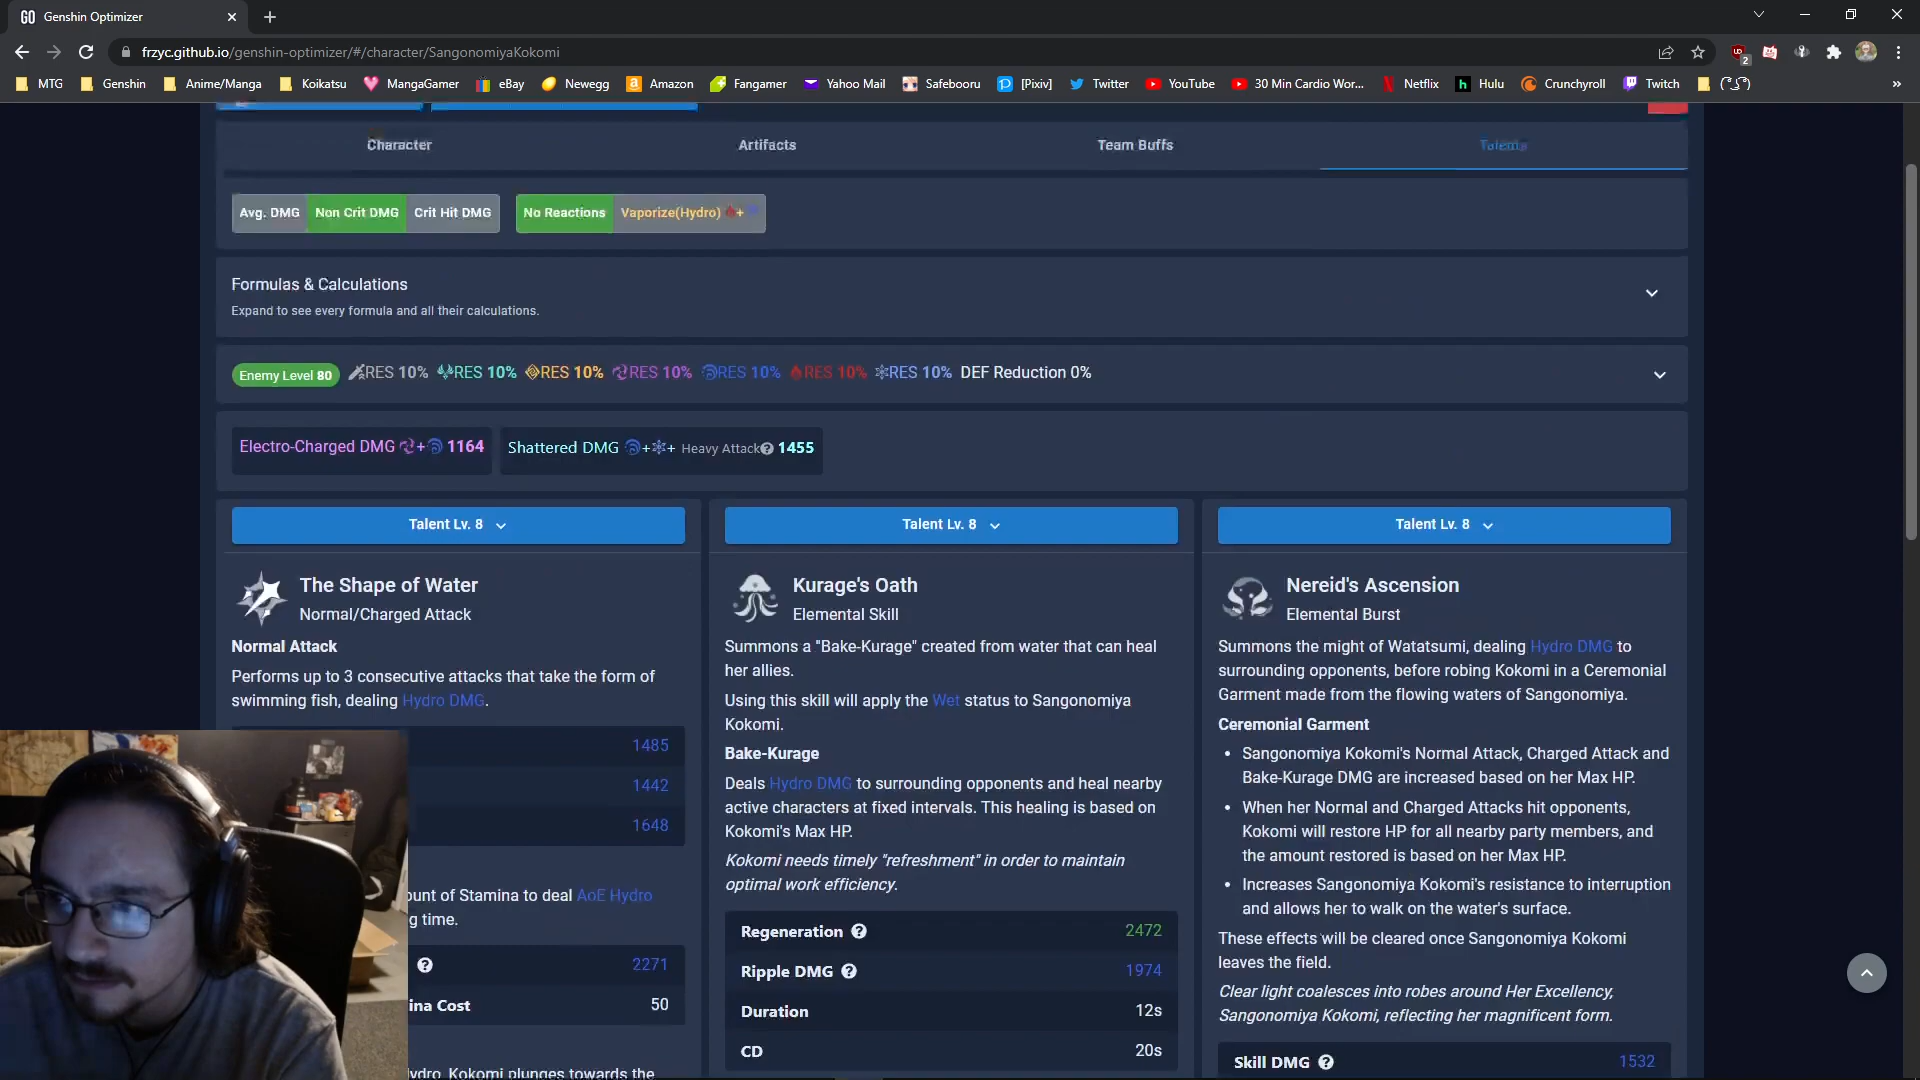 Genshin Optimizer
frzyc.github.io/genshin-optimizer/#/character/SangonomiyaKokomi
2
MTG Genshin Anime/Manga Koikatsu MangaGamer eBay Newegg Amazon Fangamer Yahoo Mail Safebooru [Pixiv] Twitter YouTube 30 Min Cardio Wor... Netflix Hulu Crunchyroll Twitch ( ͡° ͜ʖ ͡°)
Character Artifacts Team Buffs Talents
Avg. DMG Non Crit DMG Crit Hit DMG No Reactions Vaporize(Hydro) +
Formulas & Calculations
Expand to see every formula and all their calculations.
Enemy Level 80 RES 10% RES 10% RES 10% RES 10% RES 10% RES 10% RES 10% DEF Reduction 0%
Electro-Charged DMG + 1164 Shattered DMG + + Heavy Attack 1455
Talent Lv. 8
The Shape of Water
Normal/Charged Attack
Normal Attack
Performs up to 3 consecutive attacks that take the form of
swimming fish, dealing Hydro DMG.
1485
1442
1648
ount of Stamina to deal AoE Hydro
g time.
2271
ina Cost 50
ydro, Kokomi plunges towards the
Talent Lv. 8
Kurage's Oath
Elemental Skill
Summons a "Bake-Kurage" created from water that can heal
her allies.
Using this skill will apply the Wet status to Sangonomiya
Kokomi.
Bake-Kurage
Deals Hydro DMG to surrounding opponents and heal nearby
active characters at fixed intervals. This healing is based on
Kokomi's Max HP.
Kokomi needs timely "refreshment" in order to maintain
optimal work efficiency.
Regeneration 2472
Ripple DMG 1974
Duration 12s
CD 20s
Talent Lv. 8
Nereid's Ascension
Elemental Burst
Summons the might of Watatsumi, dealing Hydro DMG to
surrounding opponents, before robing Kokomi in a Ceremonial
Garment made from the flowing waters of Sangonomiya.
Ceremonial Garment
• Sangonomiya Kokomi's Normal Attack, Charged Attack and
Bake-Kurage DMG are increased based on her Max HP.
• When her Normal and Charged Attacks hit opponents,
Kokomi will restore HP for all nearby party members, and
the amount restored is based on her Max HP.
• Increases Sangonomiya Kokomi's resistance to interruption
and allows her to walk on the water's surface.
These effects will be cleared once Sangonomiya Kokomi
leaves the field.
Clear light coalesces into robes around Her Excellency,
Sangonomiya Kokomi, reflecting her magnificent form.
Skill DMG 1532